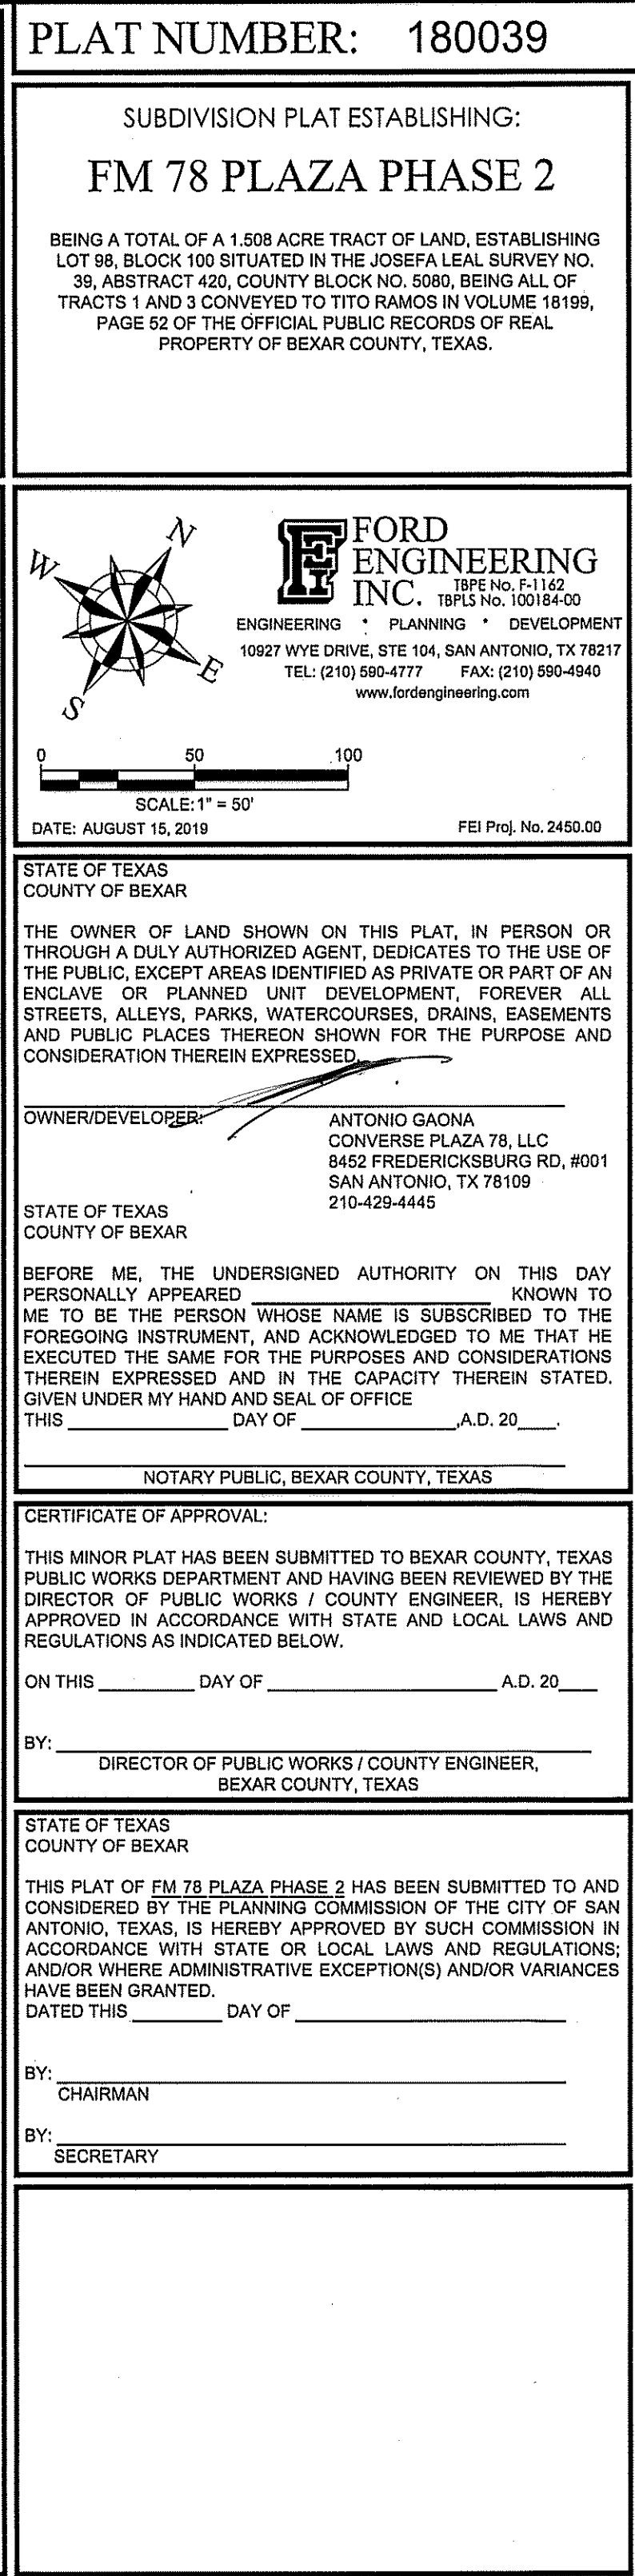 PLAT NUMBER: 180039
SUBDIVISION PLAT ESTABLISHING:
FM 78 PLAZA PHASE 2
BEING A TOTAL OF A 1.508 ACRE TRACT OF LAND, ESTABLISHING
LOT 98, BLOCK 100 SITUATED IN THE JOSEFA LEAL SURVEY NO.
39, ABSTRACT 420, COUNTY BLOCK NO. 5080, BEING ALL OF
TRACTS 1 AND 3 CONVEYED TO TITO RAMOS IN VOLUME 18199,
PAGE 52 OF THE OFFICIAL PUBLIC RECORDS OF REAL
PROPERTY OF BEXAR COUNTY, TEXAS.
N
W
E
S
FORD
ENGINEERING
INC. TBPE No. F-1162
TBPLS No. 100184-00
ENGINEERING * PLANNING * DEVELOPMENT
10927 WYE DRIVE, STE 104, SAN ANTONIO, TX 78217
TEL: (210) 590-4777 FAX: (210) 590-4940
www.fordengineering.com
0 50 100
SCALE: 1" = 50'
DATE: AUGUST 15, 2019 FEI Proj. No. 2450.00
STATE OF TEXAS
COUNTY OF BEXAR
THE OWNER OF LAND SHOWN ON THIS PLAT, IN PERSON OR
THROUGH A DULY AUTHORIZED AGENT, DEDICATES TO THE USE OF
THE PUBLIC, EXCEPT AREAS IDENTIFIED AS PRIVATE OR PART OF AN
ENCLAVE OR PLANNED UNIT DEVELOPMENT, FOREVER ALL
STREETS, ALLEYS, PARKS, WATERCOURSES, DRAINS, EASEMENTS
AND PUBLIC PLACES THEREON SHOWN FOR THE PURPOSE AND
CONSIDERATION THEREIN EXPRESSED.
OWNER/DEVELOPER: ANTONIO GAONA
CONVERSE PLAZA 78, LLC
8452 FREDERICKSBURG RD, #001
SAN ANTONIO, TX 78109
210-429-4445
STATE OF TEXAS
COUNTY OF BEXAR
BEFORE ME, THE UNDERSIGNED AUTHORITY ON THIS DAY
PERSONALLY APPEARED ____________________ KNOWN TO
ME TO BE THE PERSON WHOSE NAME IS SUBSCRIBED TO THE
FOREGOING INSTRUMENT, AND ACKNOWLEDGED TO ME THAT HE
EXECUTED THE SAME FOR THE PURPOSES AND CONSIDERATIONS
THEREIN EXPRESSED AND IN THE CAPACITY THEREIN STATED.
GIVEN UNDER MY HAND AND SEAL OF OFFICE
THIS ______________ DAY OF ______________,A.D. 20____.
NOTARY PUBLIC, BEXAR COUNTY, TEXAS
CERTIFICATE OF APPROVAL:
THIS MINOR PLAT HAS BEEN SUBMITTED TO BEXAR COUNTY, TEXAS
PUBLIC WORKS DEPARTMENT AND HAVING BEEN REVIEWED BY THE
DIRECTOR OF PUBLIC WORKS / COUNTY ENGINEER, IS HEREBY
APPROVED IN ACCORDANCE WITH STATE AND LOCAL LAWS AND
REGULATIONS AS INDICATED BELOW.
ON THIS _________ DAY OF ____________________ A.D. 20____
BY: ____________________
DIRECTOR OF PUBLIC WORKS / COUNTY ENGINEER,
BEXAR COUNTY, TEXAS
STATE OF TEXAS
COUNTY OF BEXAR
THIS PLAT OF FM 78 PLAZA PHASE 2 HAS BEEN SUBMITTED TO AND
CONSIDERED BY THE PLANNING COMMISSION OF THE CITY OF SAN
ANTONIO, TEXAS, IS HEREBY APPROVED BY SUCH COMMISSION IN
ACCORDANCE WITH STATE OR LOCAL LAWS AND REGULATIONS;
AND/OR WHERE ADMINISTRATIVE EXCEPTION(S) AND/OR VARIANCES
HAVE BEEN GRANTED.
DATED THIS ________ DAY OF ____________________
BY: ____________________
CHAIRMAN
BY: ____________________
SECRETARY